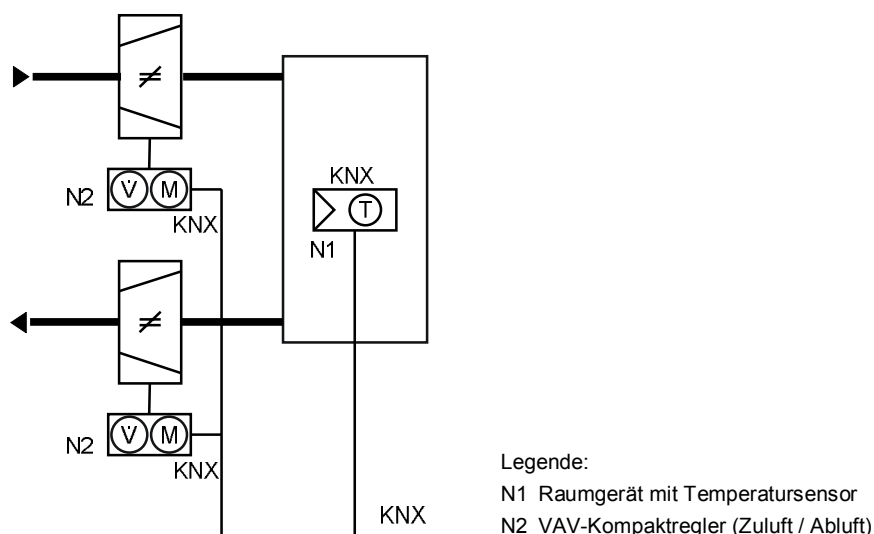 KNX
T
N1
N2
V̇ M
KNX
N2
V̇ M
KNX
KNX
Legende:
N1 Raumgerät mit Temperatursensor
N2 VAV-Kompaktregler (Zuluft / Abluft)